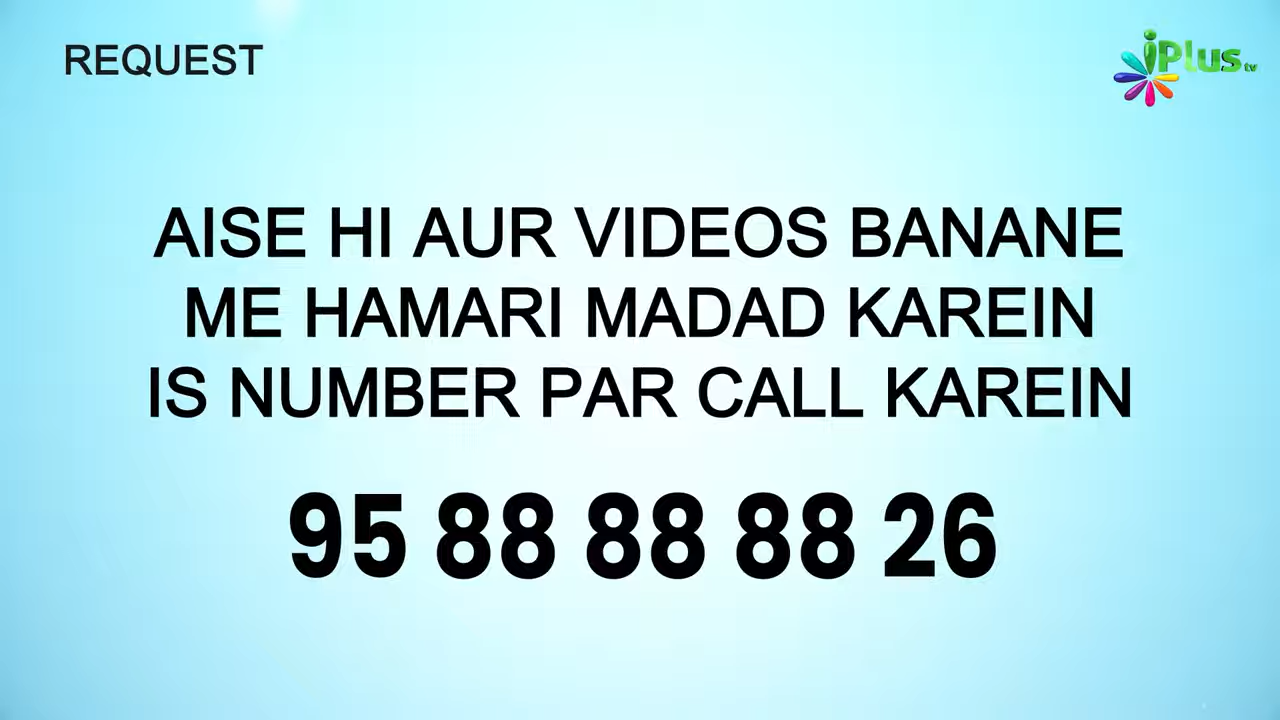 REQUEST
iPlus tv
AISE HI AUR VIDEOS BANANE
ME HAMARI MADAD KAREIN
IS NUMBER PAR CALL KAREIN
95 88 88 88 26